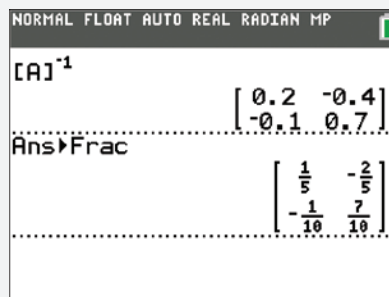 NORMAL FLOAT AUTO REAL RADIAN MP
[A]⁻¹
[ 0.2 -0.4 ]
[ -0.1 0.7 ]
Ans▸Frac
[ 1/5 -2/5 ]
[ -1/10 7/10 ]